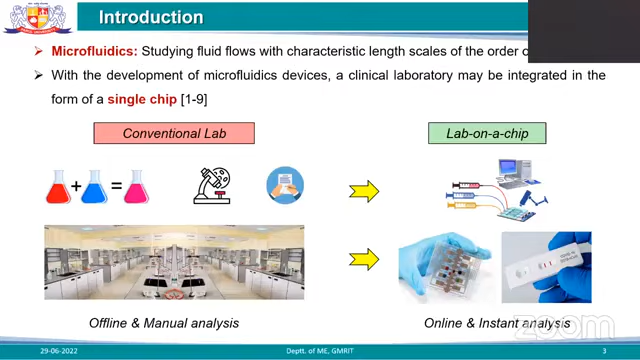 Introduction
➤ Microfluidics: Studying fluid flows with characteristic length scales of the order o
➤ With the development of microfluidics devices, a clinical laboratory may be integrated in the
form of a single chip [1-9]
Conventional Lab
Lab-on-a-chip
+ =
Offline & Manual analysis
Online & Instant analysis
zoom
29-06-2022
Deptt. of ME, GMRIT
3